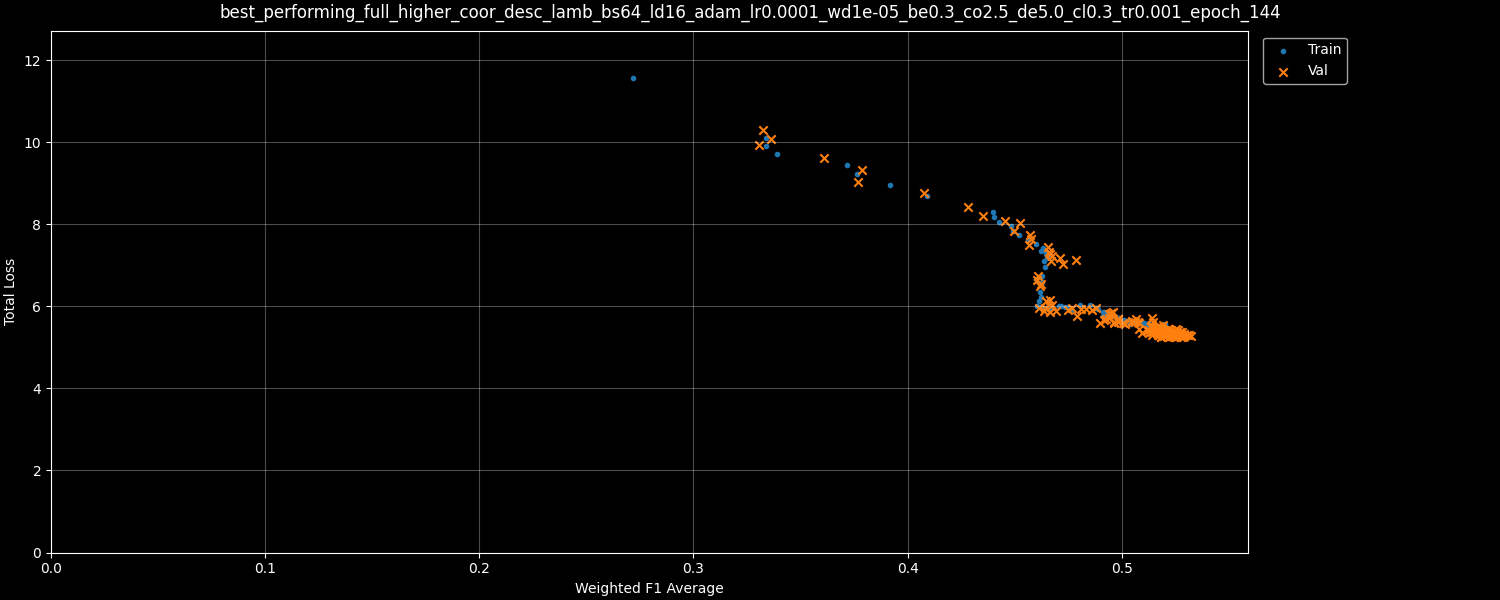 best_performing_full_higher_coor_desc_lamb_bs64_ld16_adam_lr0.0001_wd1e-05_be0.3_co2.5_de5.0_cl0.3_tr0.001_epoch_144
Train
Val
12
10
8
6
4
2
0
Total Loss
0.0 0.1 0.2 0.3 0.4 0.5
Weighted F1 Average